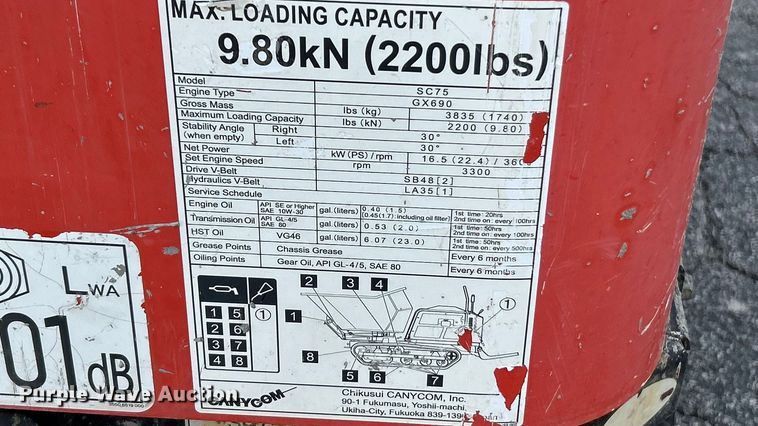 MAX. LOADING CAPACITY
9.80kN (2200lbs)
Model SC75
Engine Type GX690
Gross Mass lbs (kg) 3835 (1740)
Maximum Loading Capacity lbs (kN) 2200 (9.80)
Stability Angle (when empty) Right 30°
Left 30°
Net Power kW (PS) / rpm 16.5 (22.4) / 360
Set Engine Speed rpm 3300
Drive V-Belt SB48[2]
Hydraulics V-Belt LA35[1]
Service Schedule
Engine Oil API SE or Higher SAE 10W-30 gal.(liters) 0.40 (1.5) [0.45(1.7):including oil filter] 1st time: 20hrs 2nd time on: every 100hrs
Transmission Oil API GL-4/5 SAE 80 gal.(liters) 0.53 (2.0) 1st time: 50hrs 2nd time on: every 100hrs
HST Oil VG46 gal.(liters) 6.07 (23.0) 1st time: 50hrs 2nd time on: every 500hrs
Grease Points Chassis Grease Every 6 months
Oiling Points Gear Oil, API GL-4/5, SAE 80 Every 6 months
1 5 ①
2 6
3 7
4 8
2 3 4
1 ①
8
5 6 7
LWA
01 dB
CANYCOM
Chikusui CANYCOM, Inc.
90-1 Fukumasu, Yoshii-machi,
Ukiha-City, Fukuoka 839-139
Purple Wave Auction